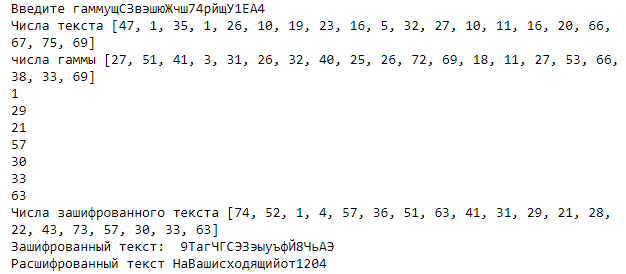 Введите гаммущСЗвэшюЖчш74рйщУ1ЕА4
Числа текста [47, 1, 35, 1, 26, 10, 19, 23, 16, 5, 32, 27, 10, 11, 16, 20, 66,
67, 75, 69]
числа гаммы [27, 51, 41, 3, 31, 26, 32, 40, 25, 26, 72, 69, 18, 11, 27, 53, 66,
38, 33, 69]
1
29
21
57
30
33
63
Числа зашифрованного текста [74, 52, 1, 4, 57, 36, 51, 63, 41, 31, 29, 21, 28,
22, 43, 73, 57, 30, 33, 63]
Зашифрованный текст:  9ТагЧГСЭЗэыуъфЙ8ЧьАЭ
Расшифрованный текст НаВашисходящийот1204